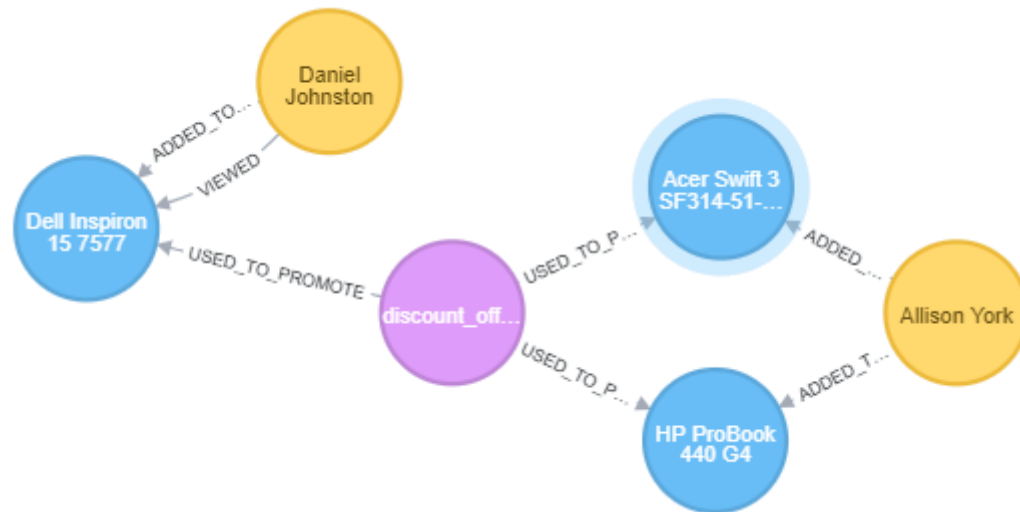 Daniel
Johnston
ADDED_TO...
VIEWED
Dell Inspiron
15 7577
USED_TO_PROMOTE
discount_off...
USED_TO_P...
Acer Swift 3
SF314-51-...
ADDED_...
Allison York
USED_TO_P...
ADDED_T...
HP ProBook
440 G4